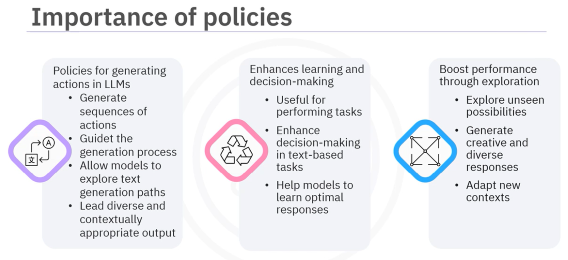 Importance of policies
Policies for generating
actions in LLMs
• Generate
sequences of
actions
• Guidet the
generation process
• Allow models to
explore text
generation paths
• Lead diverse and
contextually
appropriate output
A
文
Enhances learning and
decision-making
• Useful for
performing tasks
• Enhance
decision-making
in text-based
tasks
• Help models to
learn optimal
responses
Boost performance
through exploration
• Explore unseen
possibilities
• Generate
creative and
diverse
responses
• Adapt new
contexts